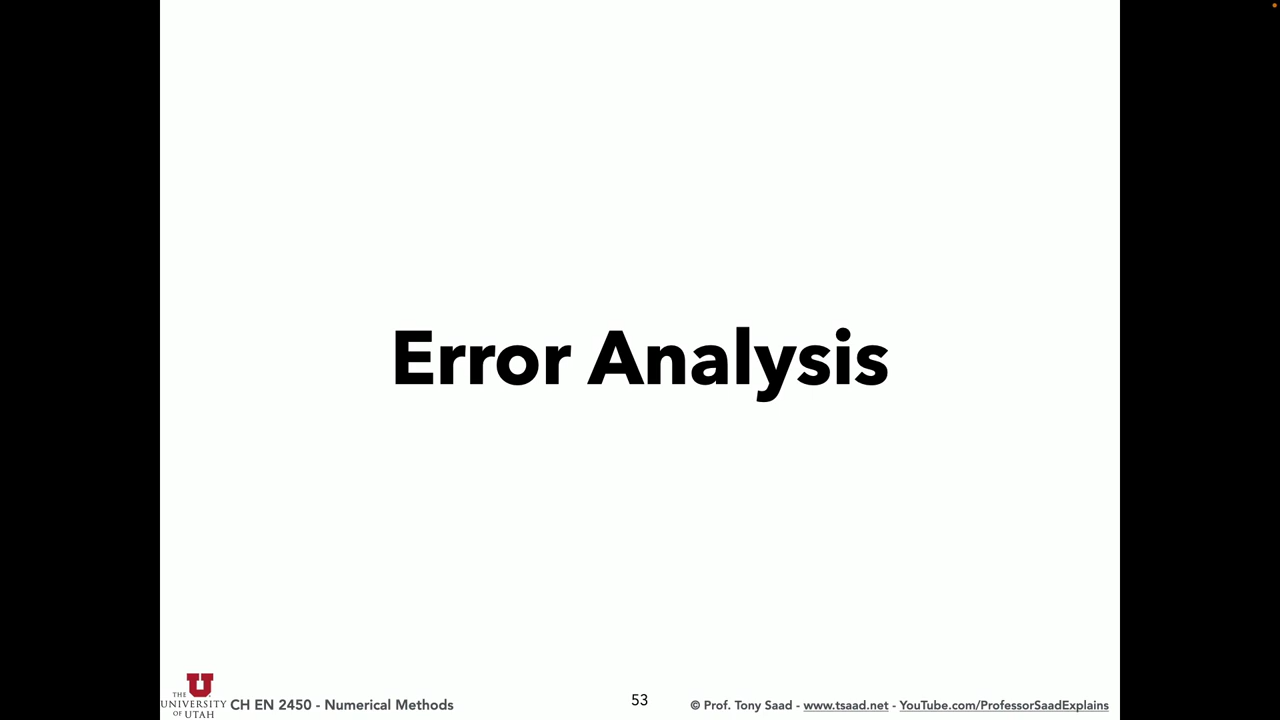 Error Analysis
THE
UNIVERSITY
OF UTAH
CH EN 2450 - Numerical Methods
53
© Prof. Tony Saad - www.tsaad.net - YouTube.com/ProfessorSaadExplains